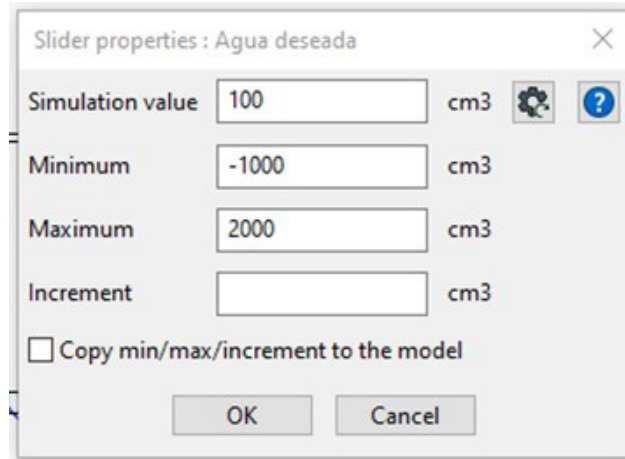 Slider properties : Agua deseada
Simulation value 100 cm3 ?
Minimum -1000 cm3
Maximum 2000 cm3
Increment cm3
Copy min/max/increment to the model
OK Cancel